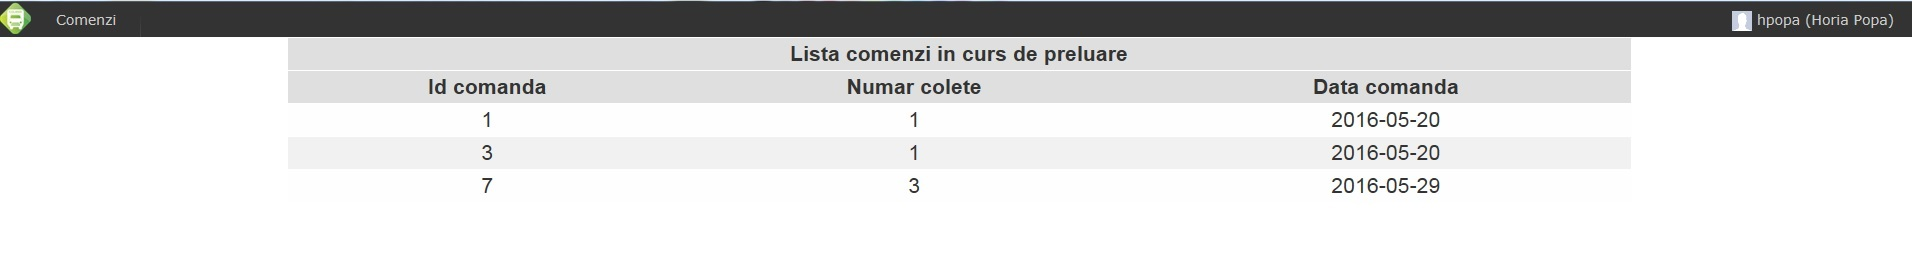 Comenzi hpopa (Horia Popa)
Lista comenzi in curs de preluare
Id comanda Numar colete Data comanda
1 1 2016-05-20
3 1 2016-05-20
7 3 2016-05-29